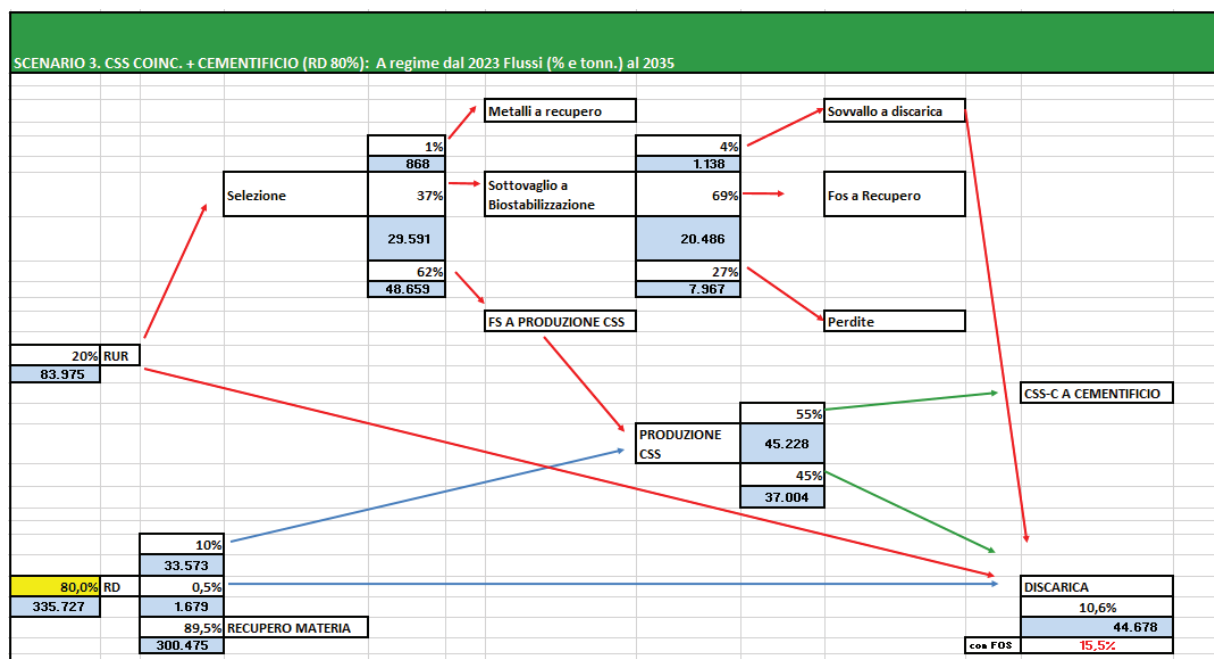 SCENARIO 3. CSS COINC. + CEMENTIFICIO (RD 80%): A regime dal 2023 Flussi (% e tonn.) al 2035
Metalli a recupero
Sovvallo a discarica
1%
4%
868
1.138
Selezione
37%
Sottovaglio a
Biostabilizzazione
69%
Fos a Recupero
29.591
20.486
62%
27%
48.659
7.967
FS A PRODUZIONE CSS
Perdite
20% RUR
83.975
CSS-C A CEMENTIFICIO
55%
PRODUZIONE
CSS
45.228
45%
37.004
10%
33.573
80,0% RD
0,5%
DISCARICA
335.727
1.679
10,6%
89,5% RECUPERO MATERIA
44.678
300.475
con FOS
15,5%